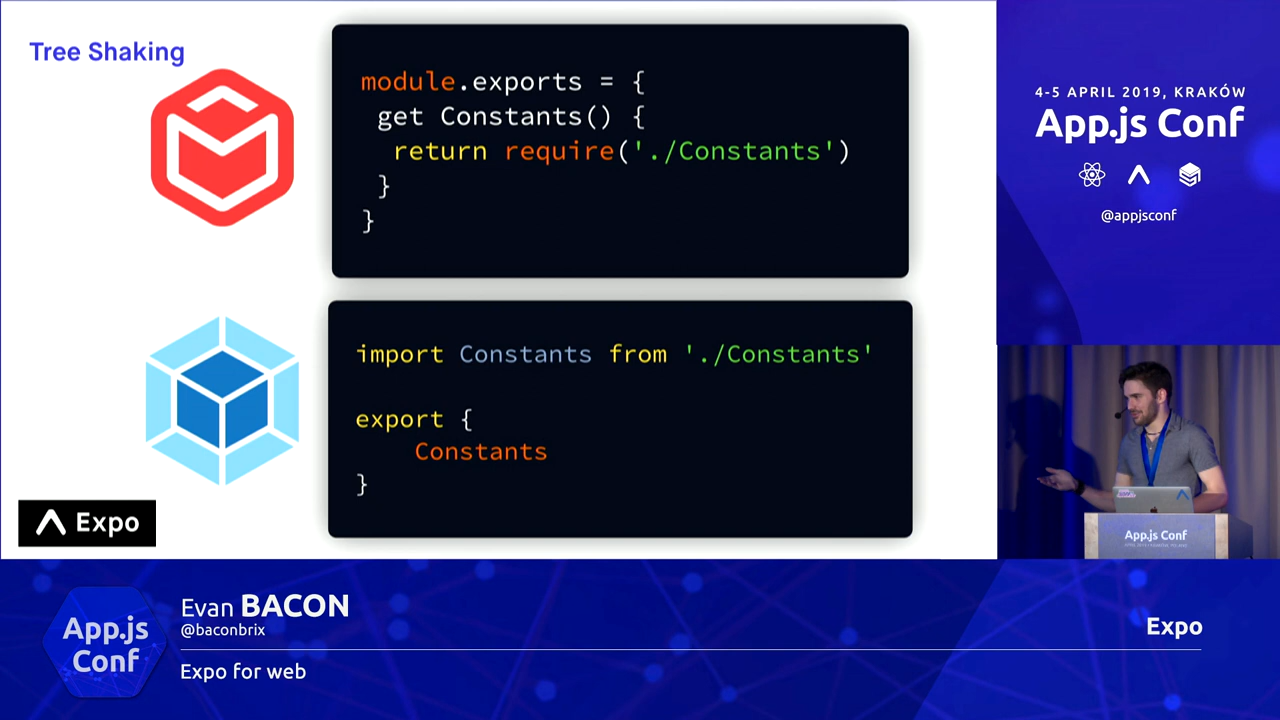 Tree Shaking
module.exports = {
get Constants() {
return require('./Constants')
}
}
import Constants from './Constants'
export {
Constants
}
Expo
4-5 APRIL 2019, KRAKÓW
App.js Conf
@appjsconf
App.js Conf
App.js
Conf
Evan BACON
@baconbrix
Expo for web
Expo